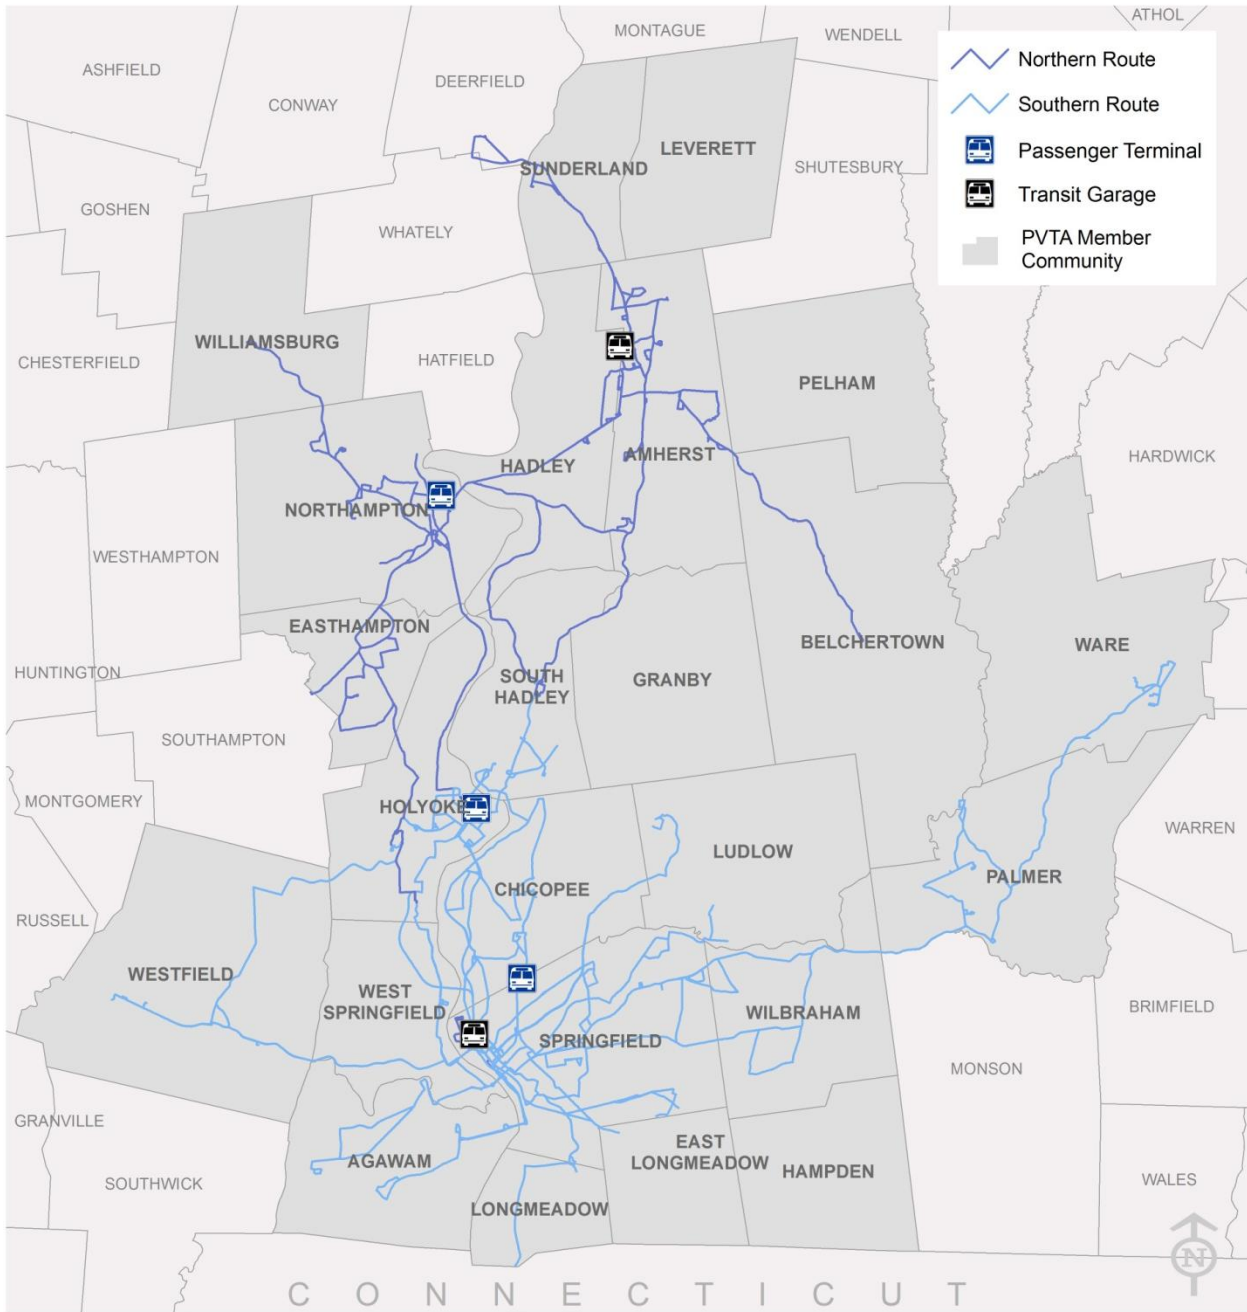 ATHOL
MONTAGUE
WENDELL
Northern Route
ASHFIELD
DEERFIELD
CONWAY
Southern Route
LEVERETT
Passenger Terminal
SUNDERLAND
SHUTESBURY
Transit Garage
GOSHEN
WHATELY
PVTA Member
Community
WILLIAMSBURG
CHESTERFIELD
HATFIELD
PELHAM
HADLEY
AMHERST
HARDWICK
NORTHAMPTON
WESTHAMPTON
EASTHAMPTON
BELCHERTOWN
WARE
HUNTINGTON
SOUTH
HADLEY
GRANBY
SOUTHAMPTON
MONTGOMERY
HOLYOKE
WARREN
LUDLOW
CHICOPEE
PALMER
RUSSELL
WESTFIELD
WEST
SPRINGFIELD
BRIMFIELD
WILBRAHAM
SPRINGFIELD
MONSON
GRANVILLE
EAST
LONGMEADOW
AGAWAM
HAMPDEN
SOUTHWICK
WALES
LONGMEADOW
N
CONNECTICUT